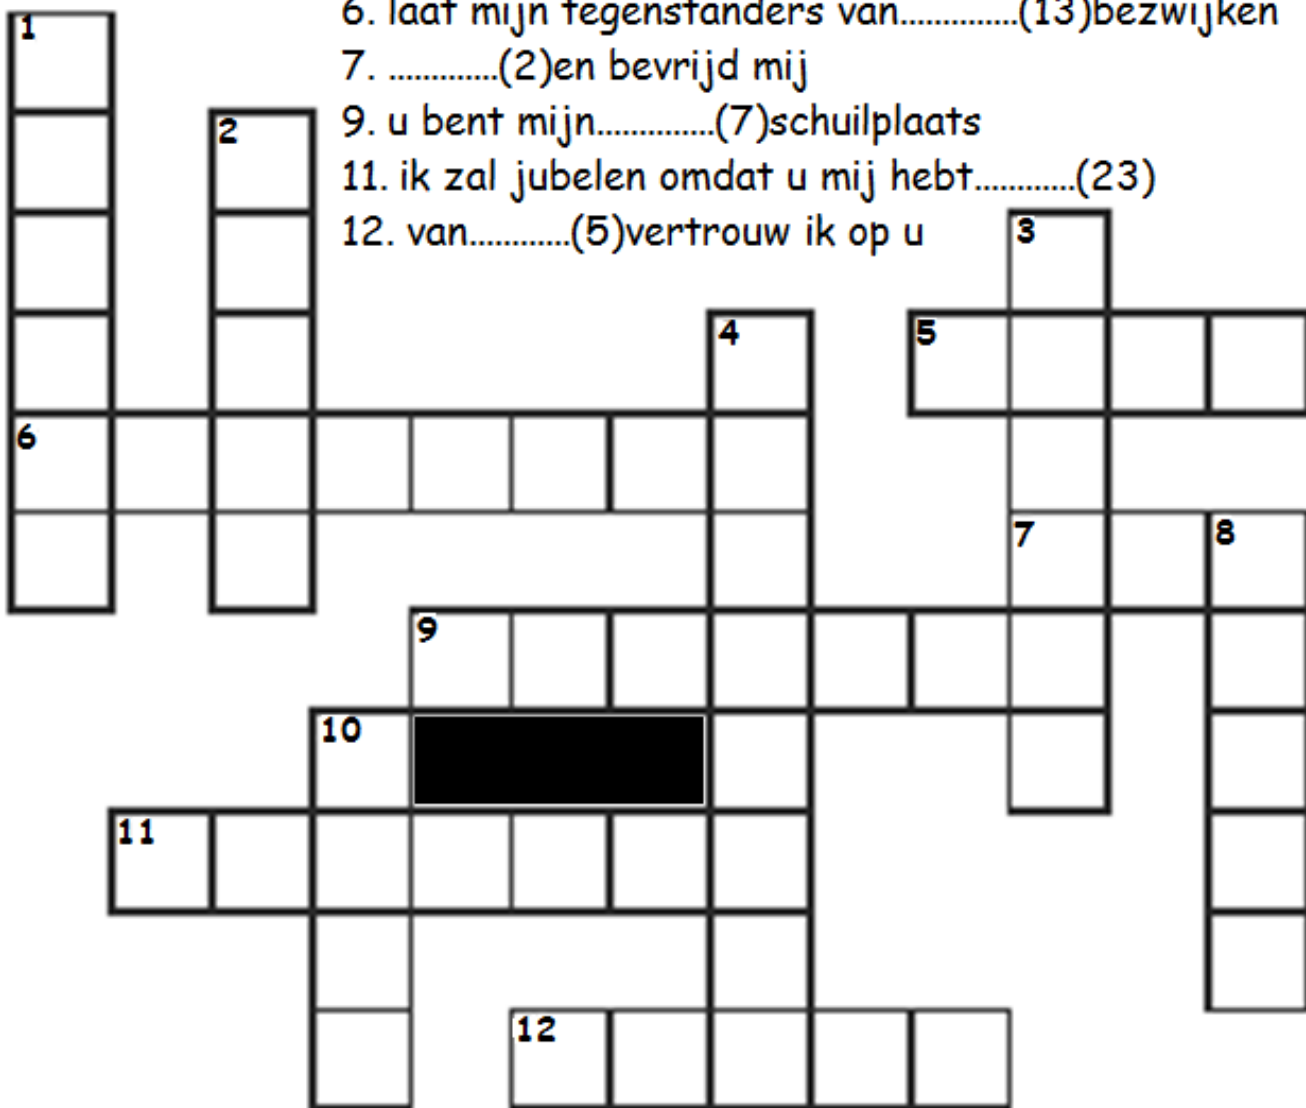 6. laat mijn tegenstanders van..............(13)bezwijken
7. .............(2)en bevrijd mij
9. u bent mijn..............(7)schuilplaats
11. ik zal jubelen omdat u mij hebt............(23)
12. van............(5)vertrouw ik op u
1
2
3
4
5
6
7
8
9
10
11
12